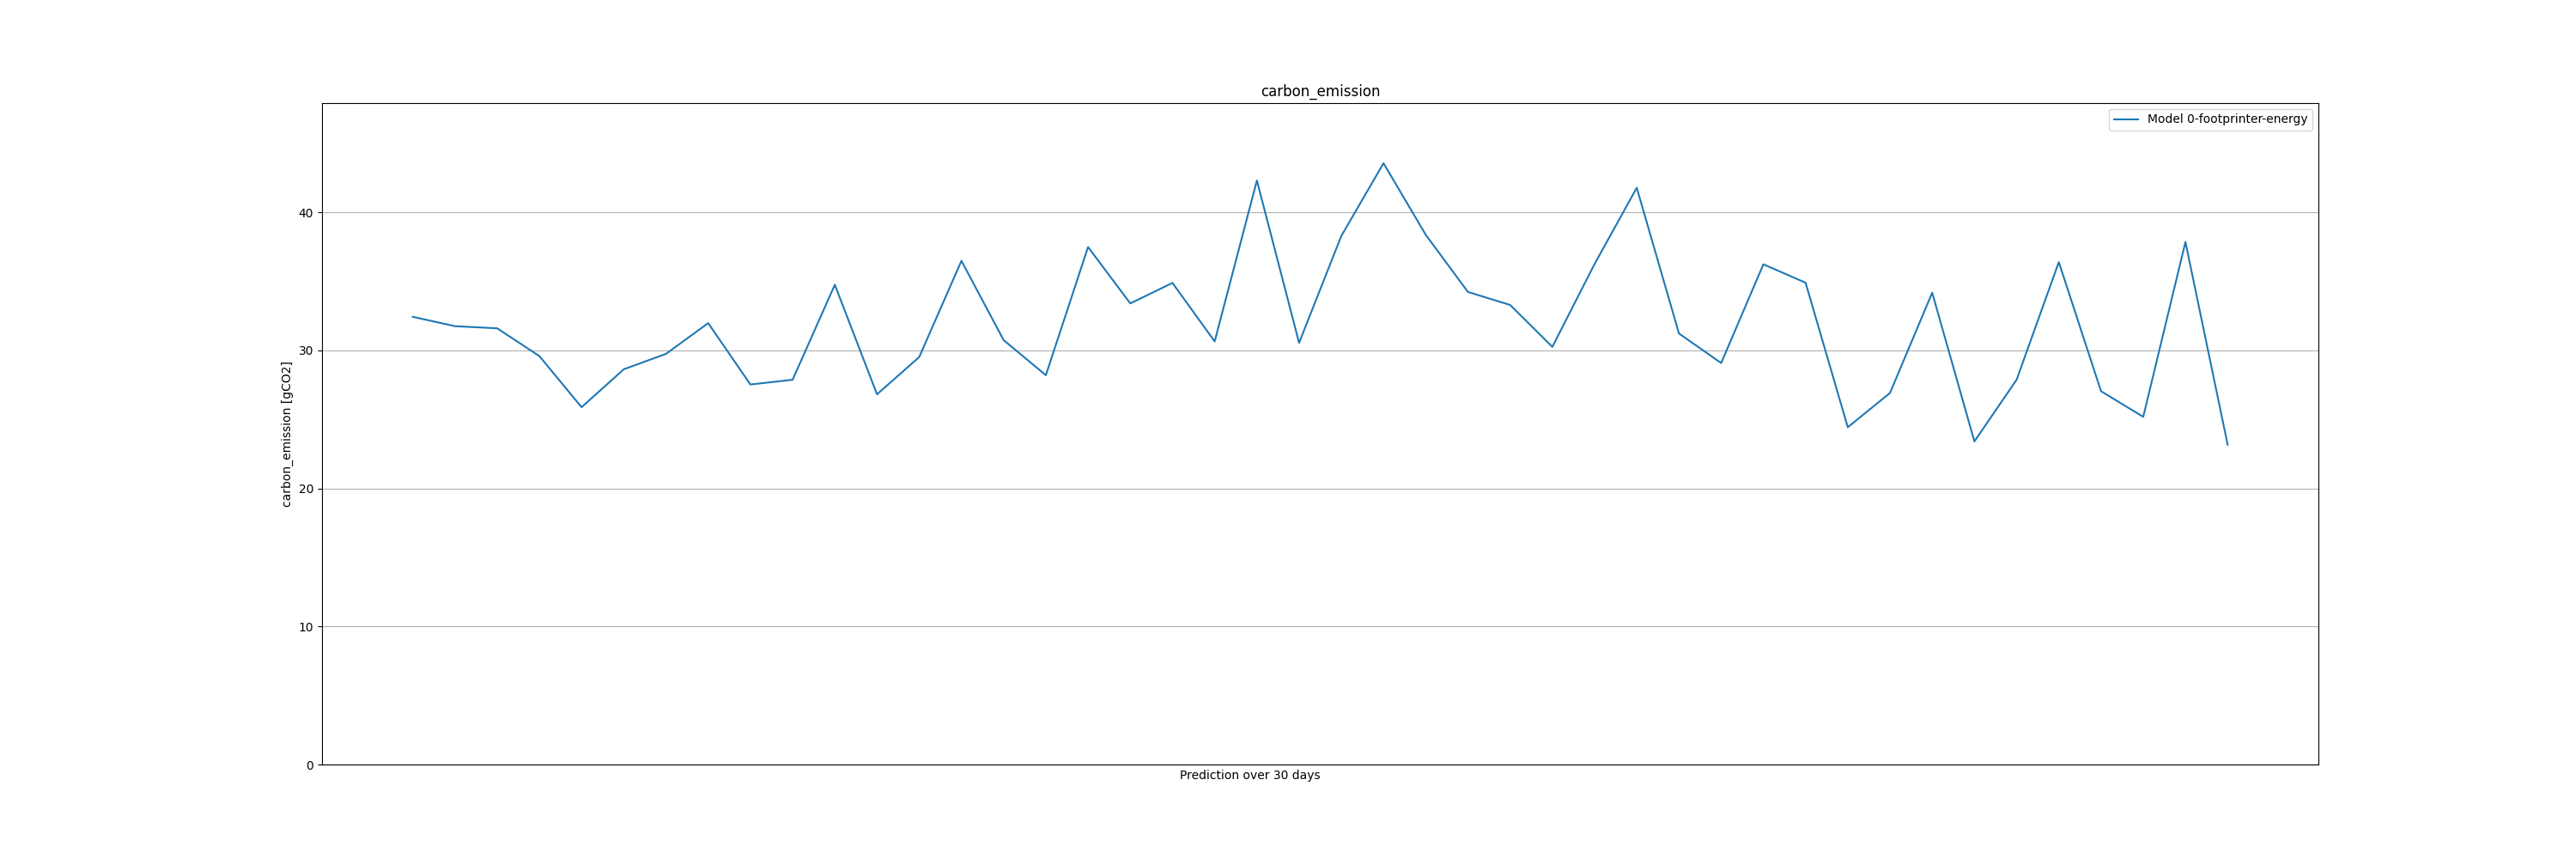 carbon_emission
Model 0-footprinter-energy
carbon_emission [gCO2]
40
30
20
10
0
Prediction over 30 days